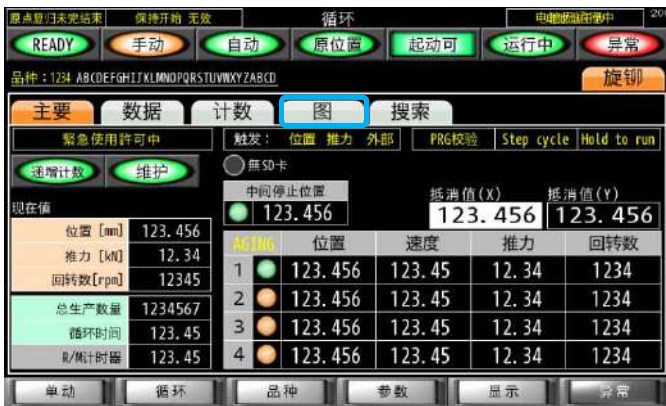 原点复归未完结束 保持开始 无效 循环 20
READY 手动 自动 原位置 起动可 运行中 异常
品种：1234 ABCDEFGHIJKLMNOPQRSTUVWXYZABCD 旋铆
主要 数据 计数 图 搜索
緊急使用許可中 触发： 位置 推力 外部 PRG校验 Step cycle Hold to run
递增计数 维护 無SD卡
中间停止位置 抵消值(X) 抵消值(Y)
现在值 123.456 123.456 123.456
位置 [mm] 123.456 AGING 位置 速度 推力 回转数
推力 [kN] 12.34 1 123.456 123.45 12.34 1234
回转数[rpm] 12345 2 123.456 123.45 12.34 1234
总生产数量 1234567 3 123.456 123.45 12.34 1234
循环时间 123.45 4 123.456 123.45 12.34 1234
R/M计时器 123.45
单动 循环 品种 参数 显示 异常